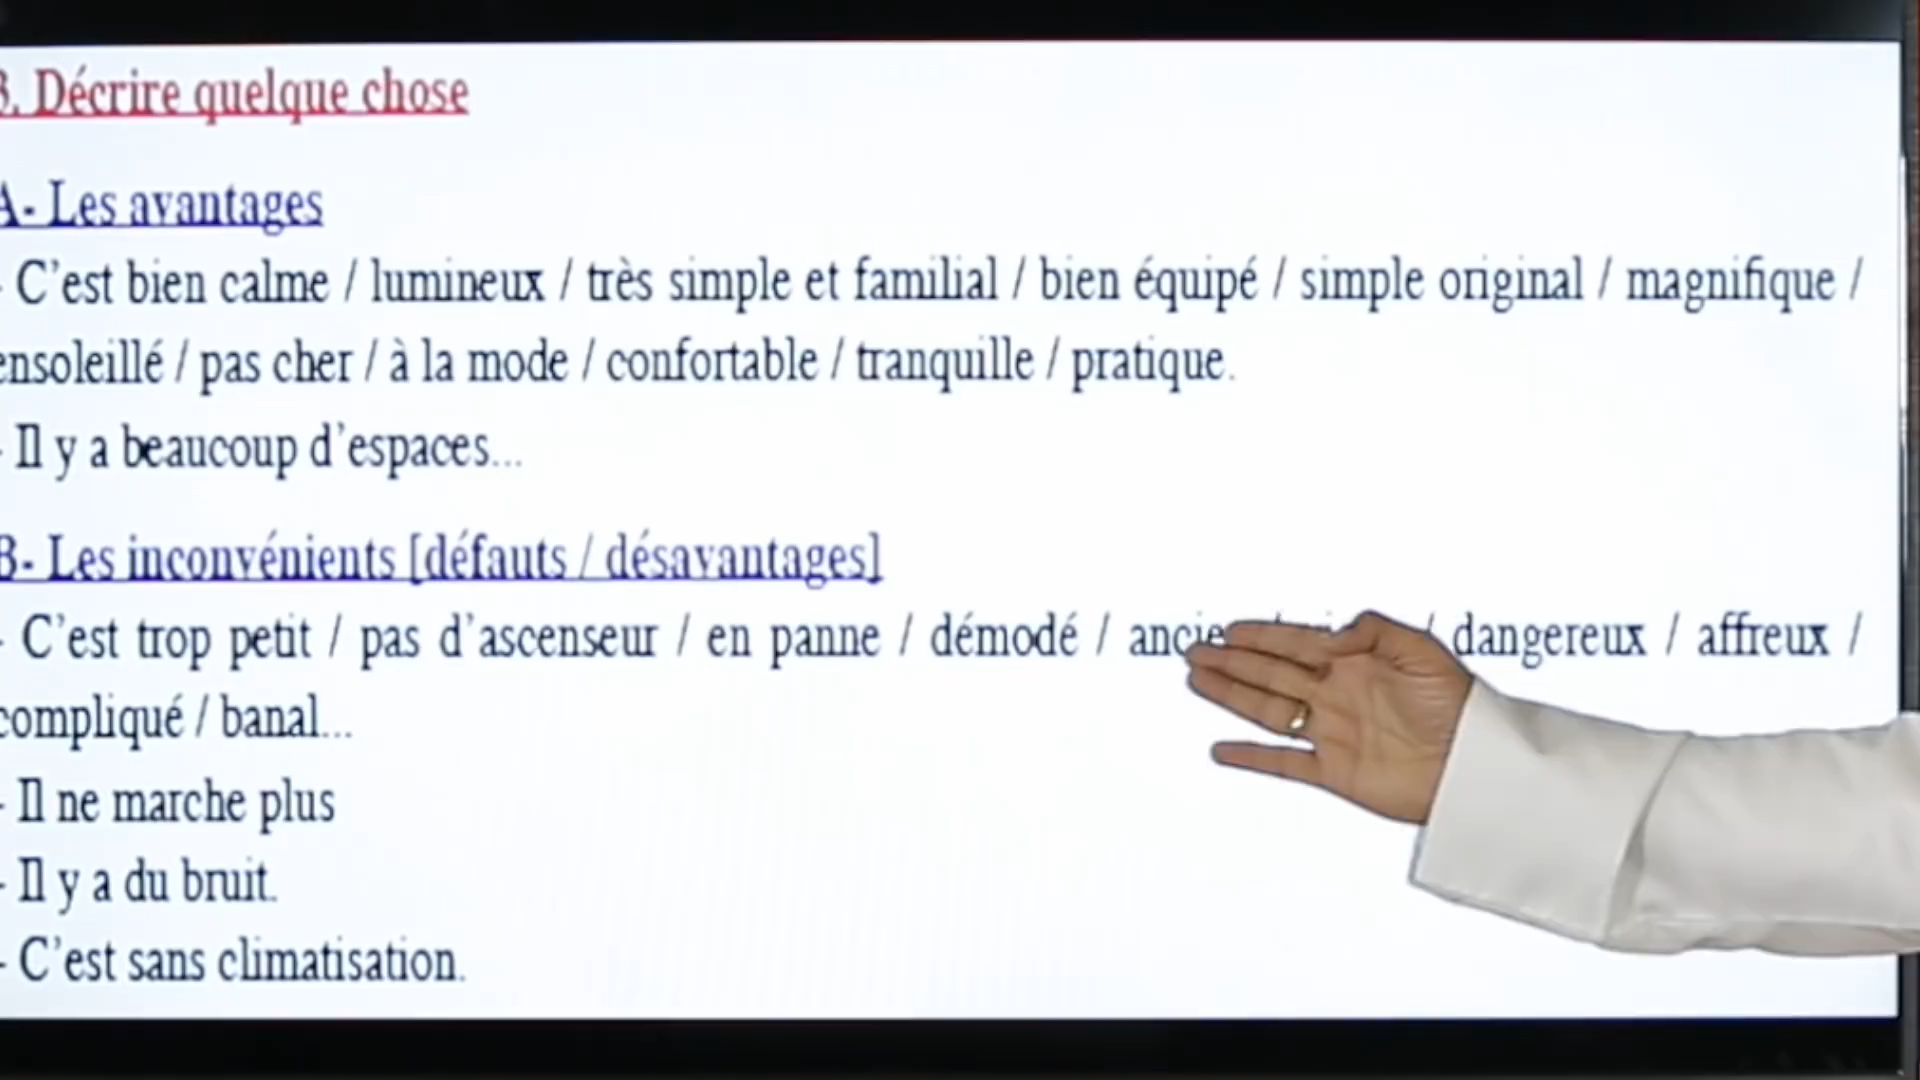 3. Décrire quelque chose
A- Les avantages
- C'est bien calme / lumineux / très simple et familial / bien équipé / simple original / magnifique /
ensoleillé / pas cher / à la mode / confortable / tranquille / pratique.
- Il y a beaucoup d'espaces...
B- Les inconvénients [défauts / désavantages]
- C'est trop petit / pas d'ascenseur / en panne / démodé / / dangereux / affreux /
compliqué / banal...
- Il ne marche plus
- Il y a du bruit.
- C'est sans climatisation.